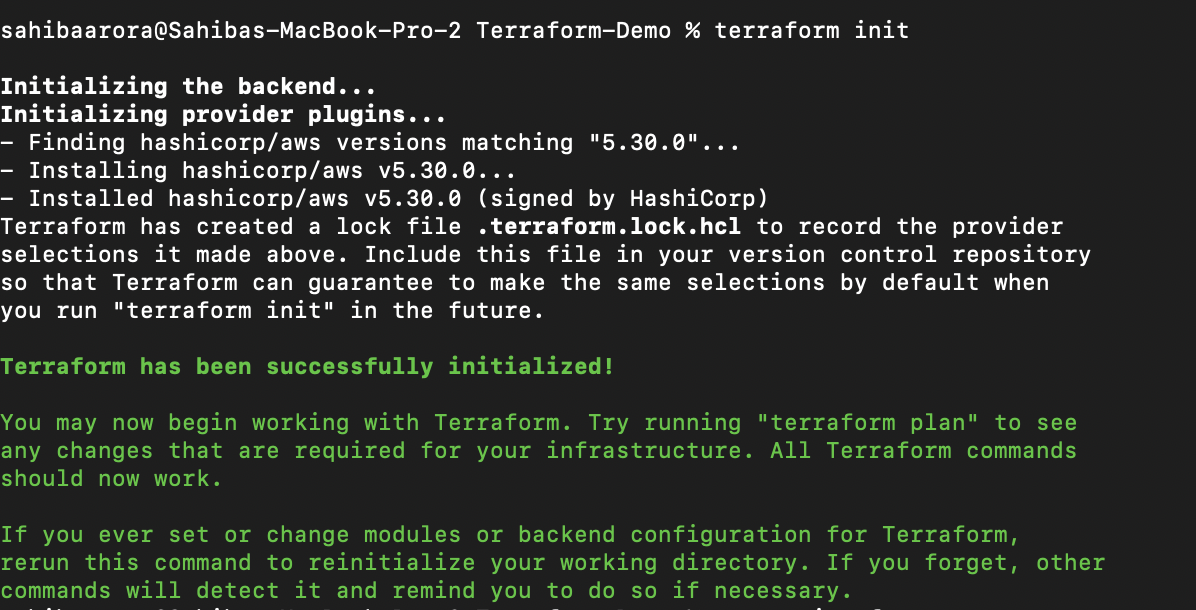 sahibaarora@Sahibas-MacBook-Pro-2 Terraform-Demo % terraform init
Initializing the backend...
Initializing provider plugins...
- Finding hashicorp/aws versions matching "5.30.0"...
- Installing hashicorp/aws v5.30.0...
- Installed hashicorp/aws v5.30.0 (signed by HashiCorp)
Terraform has created a lock file .terraform.lock.hcl to record the provider
selections it made above. Include this file in your version control repository
so that Terraform can guarantee to make the same selections by default when
you run "terraform init" in the future.
Terraform has been successfully initialized!
You may now begin working with Terraform. Try running "terraform plan" to see
any changes that are required for your infrastructure. All Terraform commands
should now work.
If you ever set or change modules or backend configuration for Terraform,
rerun this command to reinitialize your working directory. If you forget, other
commands will detect it and remind you to do so if necessary.